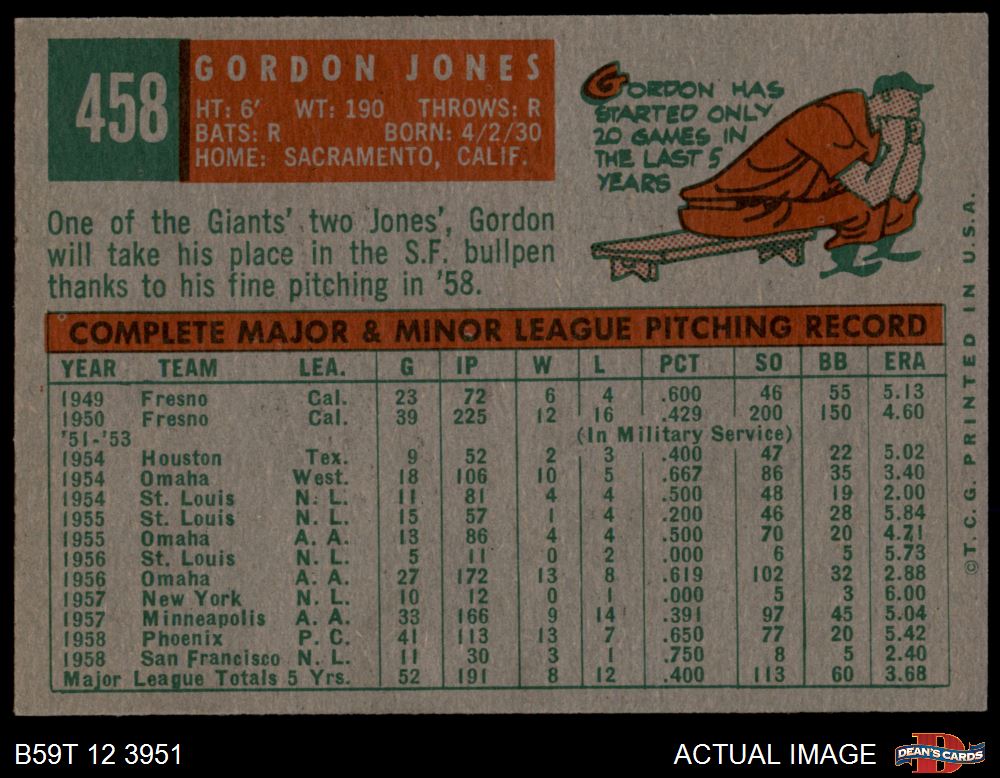 458
GORDON JONES
HT: 6' WT: 190 THROWS: R
BATS: R BORN: 4/2/30
HOME: SACRAMENTO, CALIF.
GORDON HAS
STARTED ONLY
20 GAMES IN
THE LAST 5
YEARS
One of the Giants' two Jones', Gordon
will take his place in the S.F. bullpen
thanks to his fine pitching in '58.
COMPLETE MAJOR & MINOR LEAGUE PITCHING RECORD
YEAR TEAM LEA. G IP W L PCT SO BB ERA
1949 Fresno Cal. 23 72 6 4 .600 46 55 5.13
1950 Fresno Cal. 39 225 12 16 .429 200 150 4.60
'51-'53 (In Military Service)
1954 Houston Tex. 9 52 2 3 .400 47 22 5.02
1954 Omaha West. 18 106 10 5 .667 86 35 3.40
1954 St. Louis N. L. 11 81 4 4 .500 48 19 2.00
1955 St. Louis N. L. 15 57 1 4 .200 46 28 5.84
1955 Omaha A. A. 13 86 4 4 .500 70 20 4.71
1956 St. Louis N. L. 5 11 0 2 .000 6 5 5.73
1956 Omaha A. A. 27 172 13 8 .619 102 32 2.88
1957 New York N. L. 10 12 0 1 .000 5 3 6.00
1957 Minneapolis A. A. 33 166 9 14 .391 97 45 5.04
1958 Phoenix P. C. 41 113 13 7 .650 77 20 5.42
1958 San Francisco N. L. 11 30 3 1 .750 8 5 2.40
Major League Totals 5 Yrs. 52 191 8 12 .400 113 60 3.68
©T.C.G. PRINTED IN U.S.A.
B59T 12 3951
ACTUAL IMAGE
DEAN'S CARDS